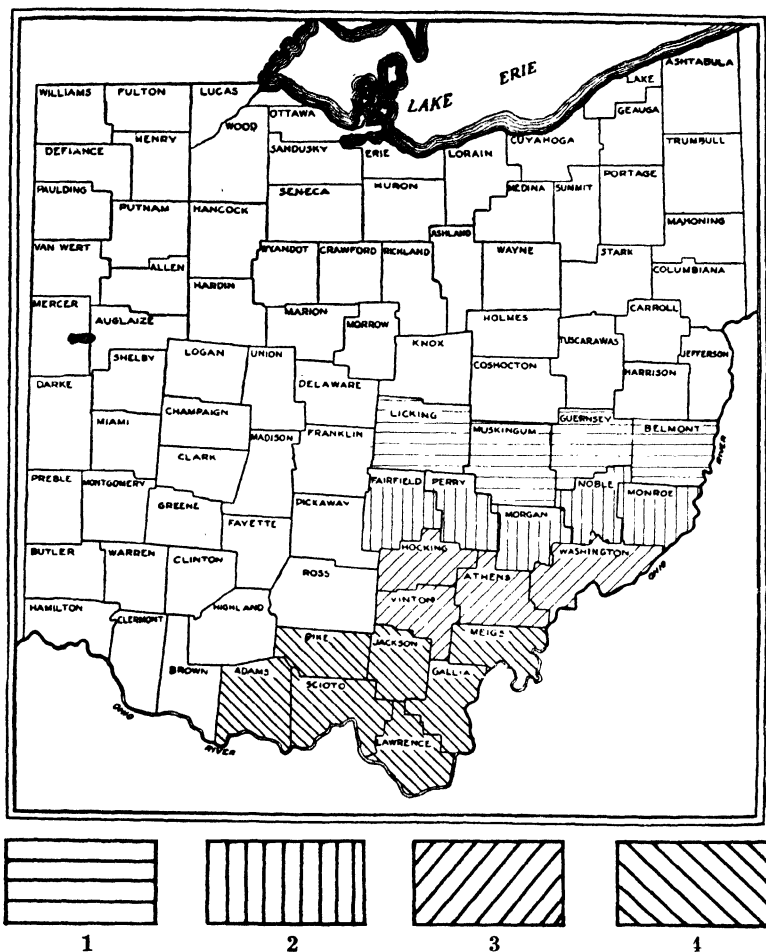 ASHTABULA
LAKE
ERIE
LAKE
WILLIAMS
FULTON
LUCAS
GEAUGA
OTTAWA
WOOD
HENRY
DEFIANCE
SANDUSKY
ERIE
LORAIN
CUYAHOGA
TRUMBULL
PORTAGE
PAULDING
SENECA
HURON
MEDINA
SUMMIT
PUTNAM
HANCOCK
MAHONING
ASHLAND
VAN WERT
WYANDOT
CRAWFORD
RICHLAND
WAYNE
STARK
ALLEN
COLUMBIANA
HARDIN
MERCER
MARION
CARROLL
AUGLAIZE
MORROW
HOLMES
KNOX
TUSCARAWAS
JEFFERSON
SHELBY
LOGAN
UNION
COSHOCTON
HARRISON
DARKE
DELAWARE
CHAMPAIGN
LICKING
GUERNSEY
MIAMI
MUSKINGUM
BELMONT
MADISON
FRANKLIN
RIVER
CLARK
PREBLE
MONTGOMERY
FAIRFIELD
PERRY
NOBLE
MONROE
GREENE
PICKAWAY
MORGAN
FAYETTE
BUTLER
WARREN
CLINTON
HOCKING
WASHINGTON
ROSS
ATHENS
OHIO
HAMILTON
HIGHLAND
VINTON
CLERMONT
PIKE
JACKSON
MEIGS
BROWN
ADAMS
SCIOTO
GALLIA
OHIO
RIVER
LAWRENCE
1 2 3 4